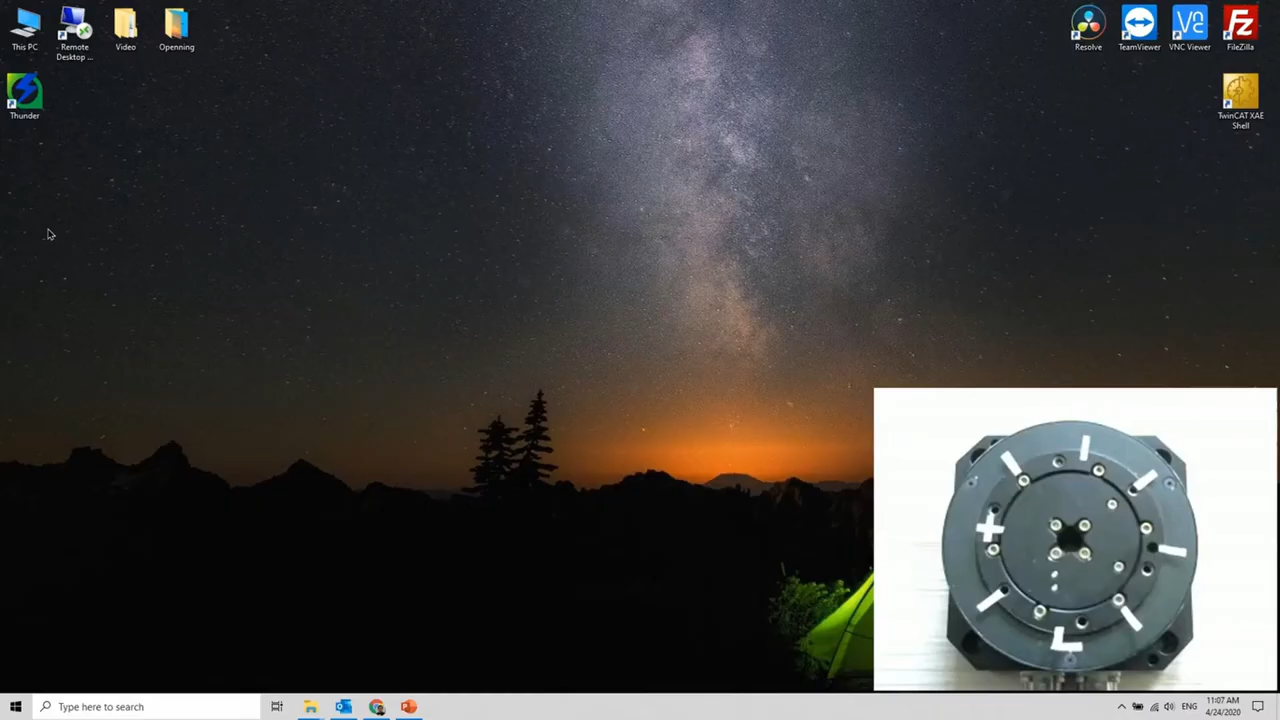 This PC
Remote
Desktop ...
Video
Openning
Resolve
TeamViewer
VNC Viewer
FileZilla
Thunder
TwinCAT XAE
Shell
Type here to search
ENG
11:07 AM
4/24/2020